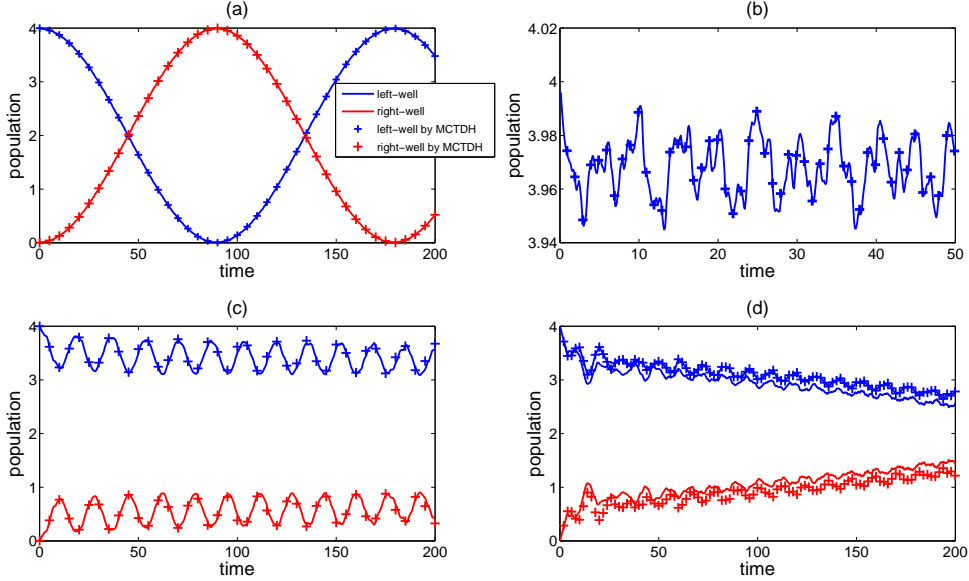 (a)
population
4
3
2
1
0
0
50
100
150
200
time
left-well
right-well
left-well by MCTDH
right-well by MCTDH
(b)
population
4.02
4
3.98
3.96
3.94
0
10
20
30
40
50
time
(c)
population
4
3
2
1
0
0
50
100
150
200
time
(d)
population
4
3
2
1
0
0
50
100
150
200
time